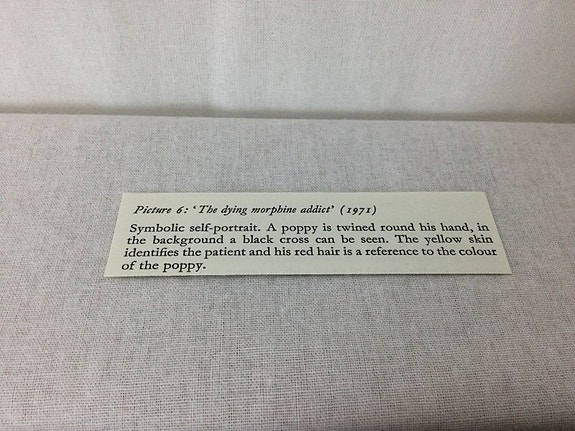 Picture 6: ‘The dying morphine addict’ (1971)
Symbolic self-portrait. A poppy is twined round his hand, in
the background a black cross can be seen. The yellow skin
identifies the patient and his red hair is a reference to the colour
of the poppy.